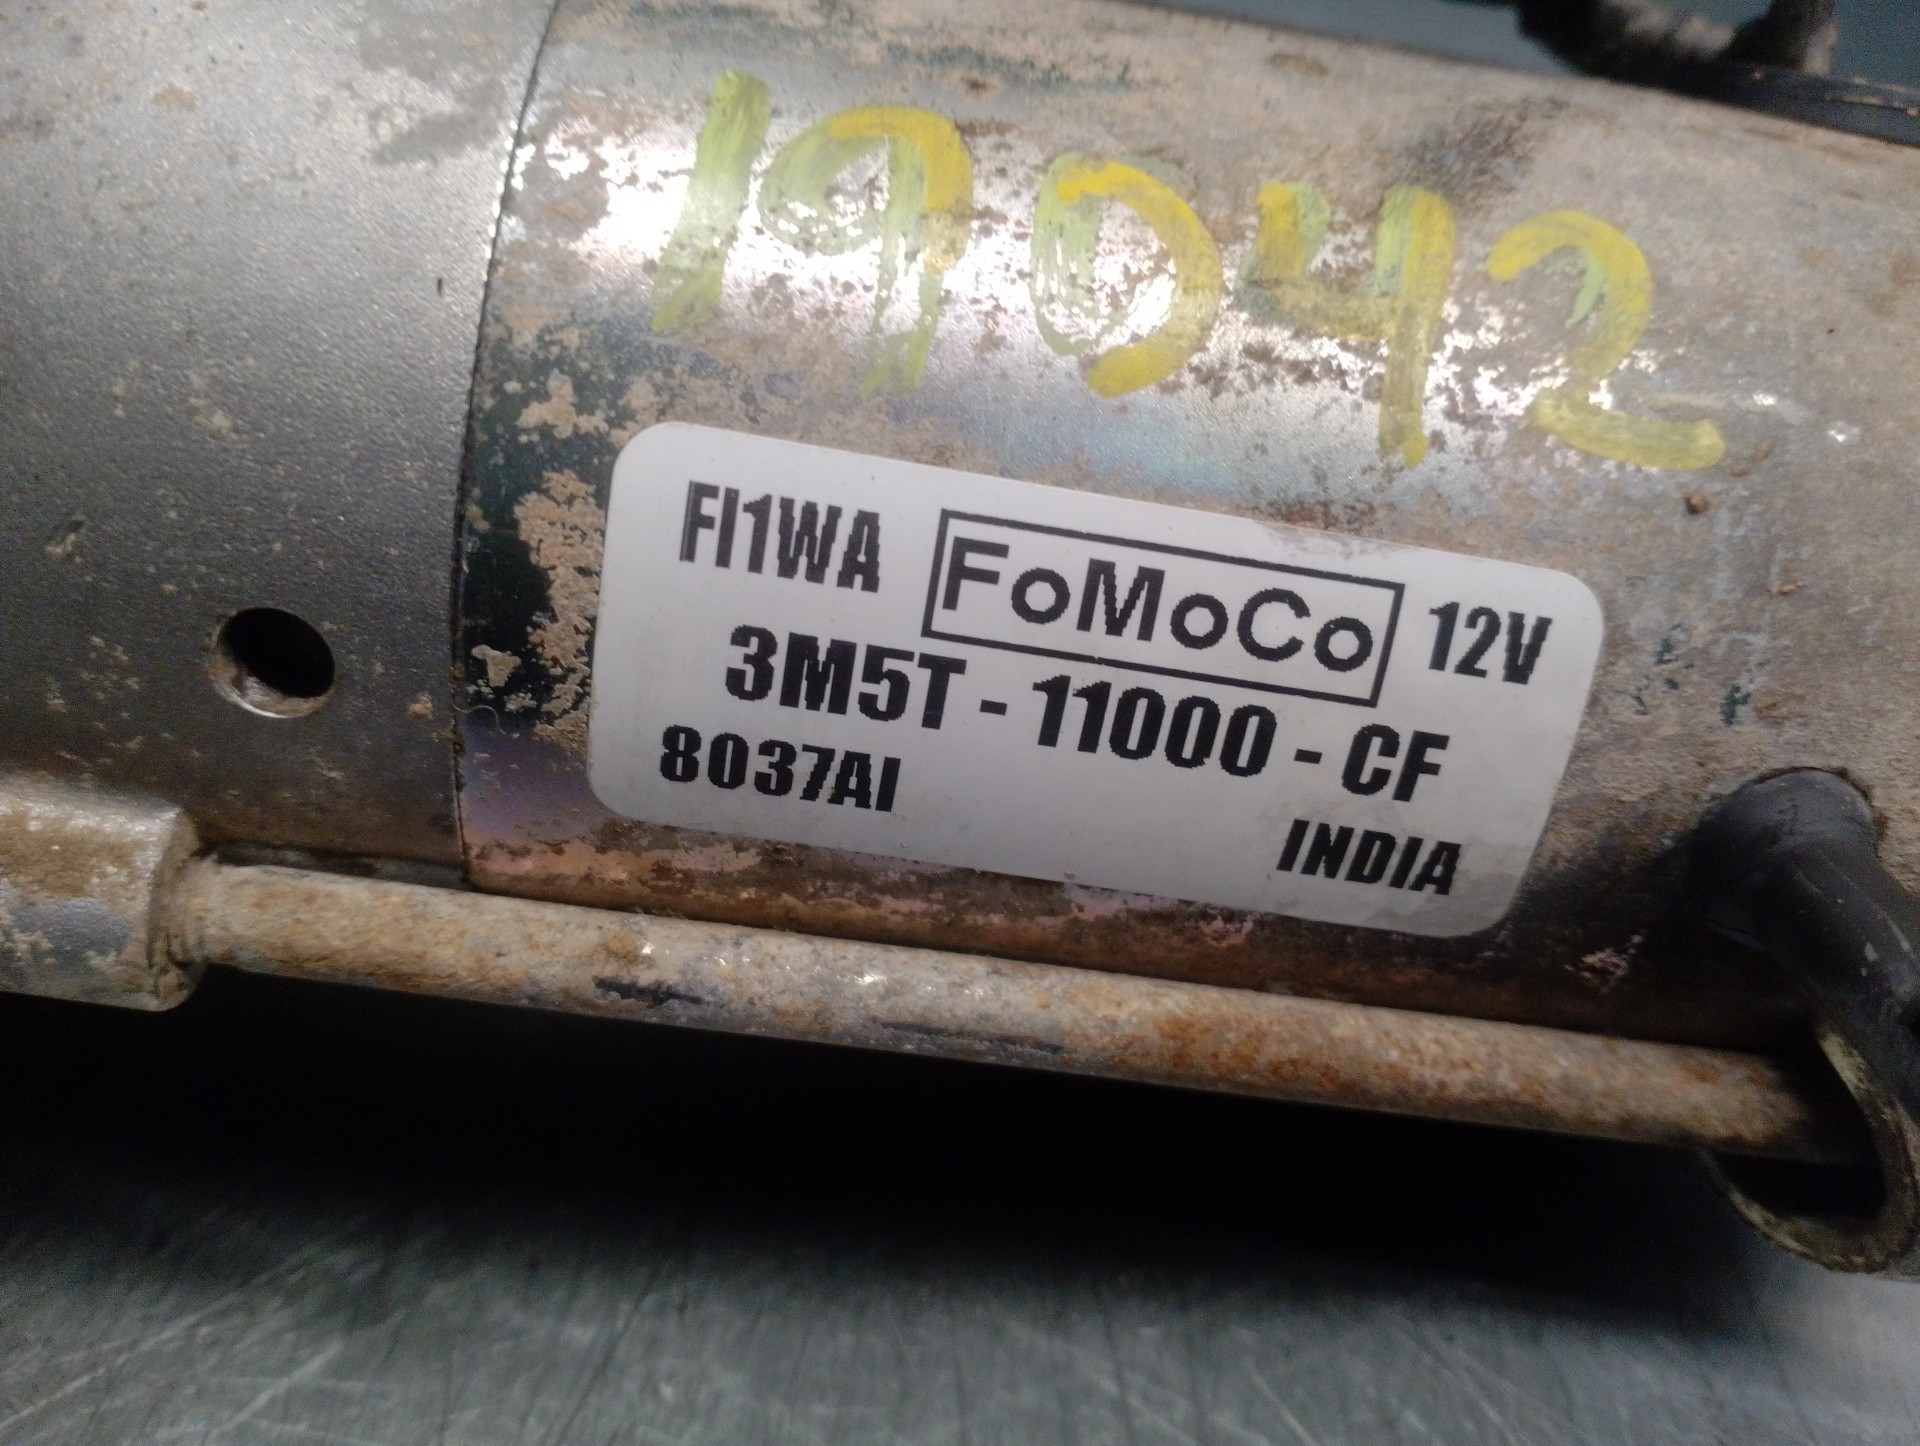 19042
FI1WA FoMoCo 12V
3M5T - 11000 - CF
8037AI
INDIA